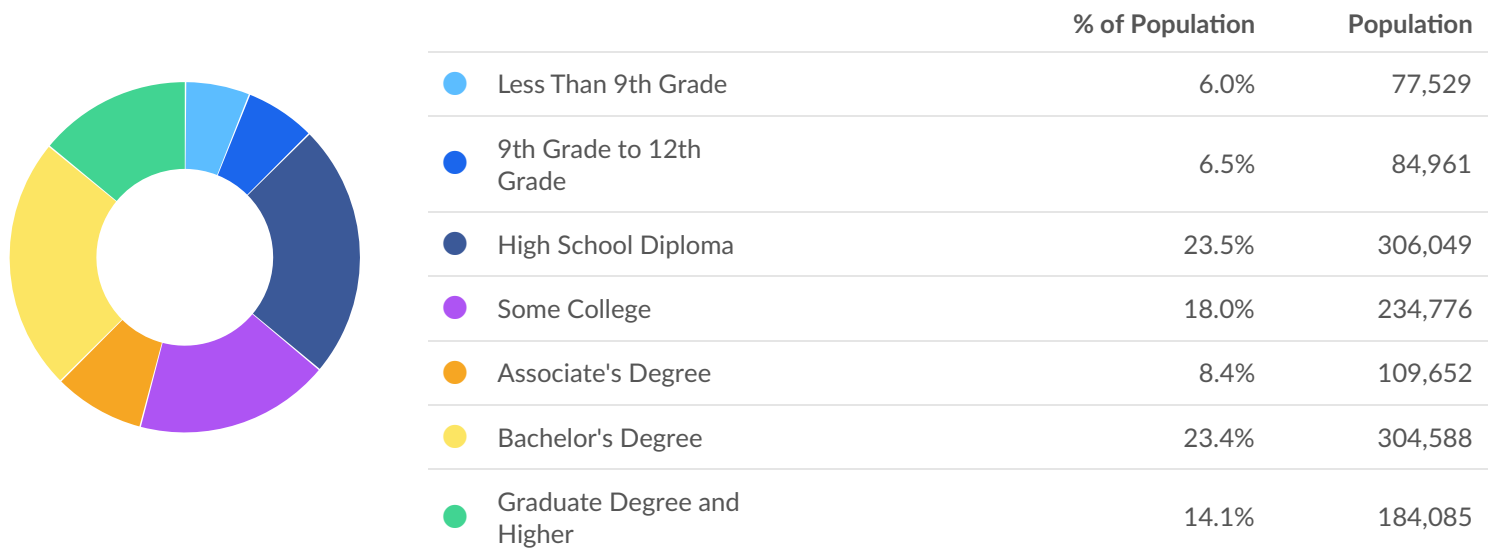 % of Population Population
Less Than 9th Grade 6.0% 77,529
9th Grade to 12th
Grade 6.5% 84,961
High School Diploma 23.5% 306,049
Some College 18.0% 234,776
Associate's Degree 8.4% 109,652
Bachelor's Degree 23.4% 304,588
Graduate Degree and
Higher 14.1% 184,085